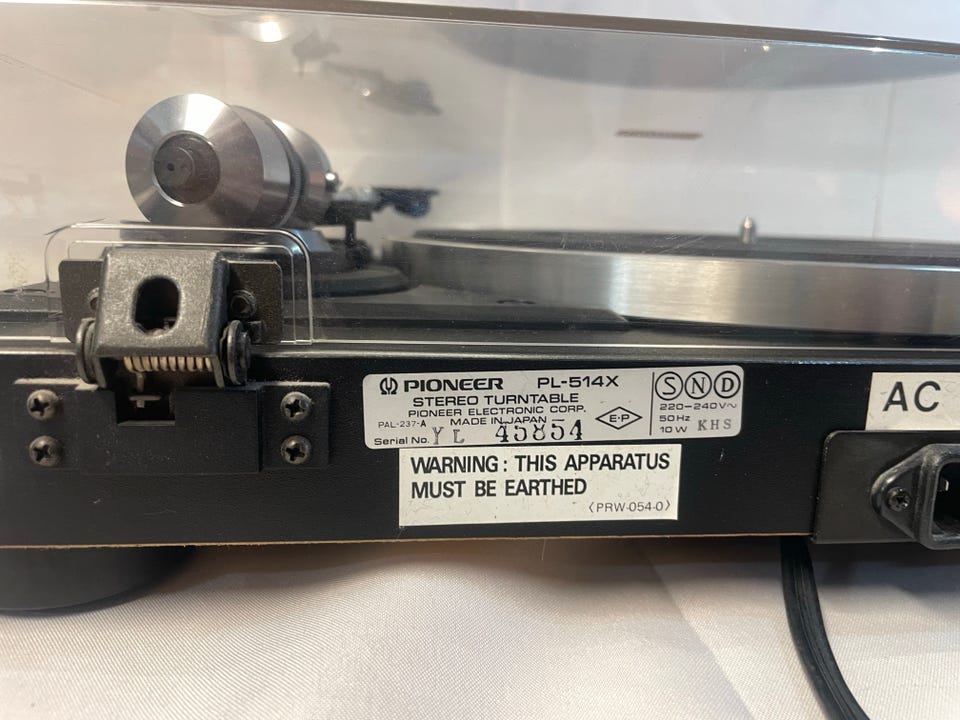 PIONEER PL-514X
STEREO TURNTABLE
PIONEER ELECTRONIC CORP.
PAL-237-A MADE IN JAPAN
Serial No. YL 45854
E·P
S N D
220-240V~
50Hz
10W KHS
WARNING: THIS APPARATUS
MUST BE EARTHED
〈PRW-054-0〉
AC